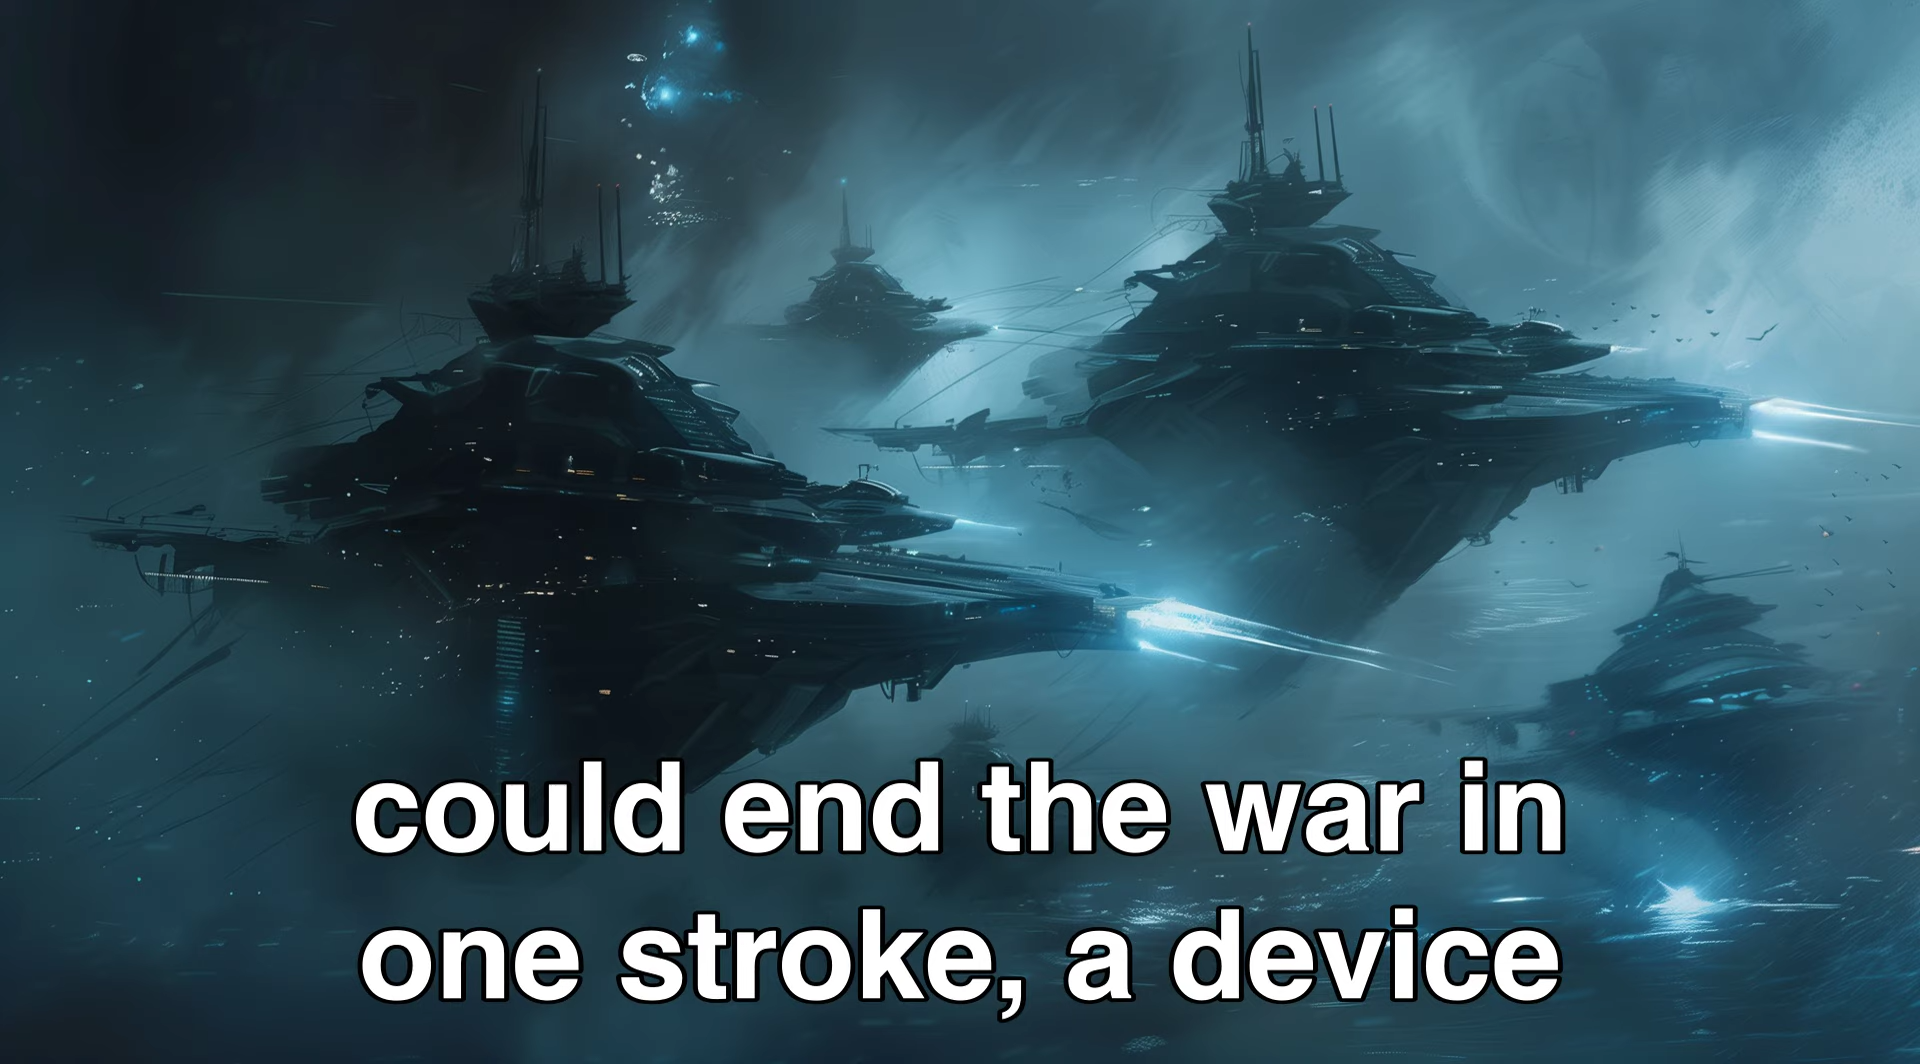 could end the war in
one stroke, a device